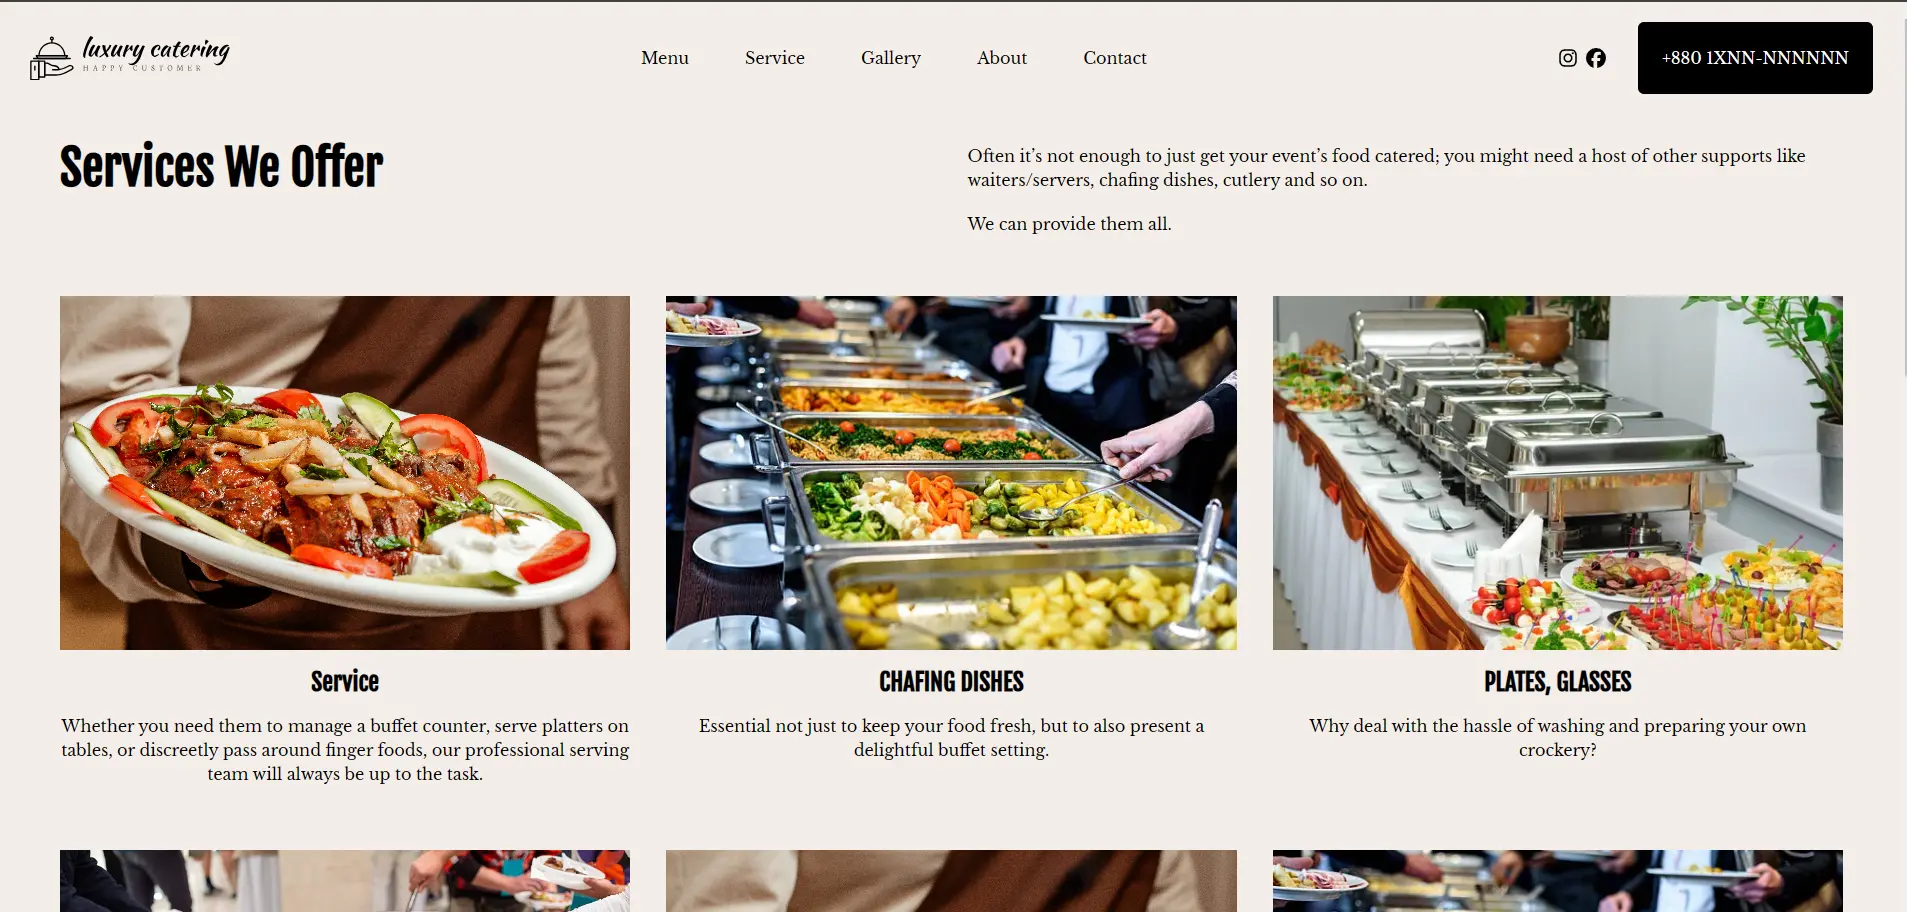 luxury catering
HAPPY CUSTOMER
Menu
Service
Gallery
About
Contact
+880 1XNN-NNNNNN
Services We Offer
Often it’s not enough to just get your event’s food catered; you might need a host of other supports like
waiters/servers, chafing dishes, cutlery and so on.
We can provide them all.
Service
Whether you need them to manage a buffet counter, serve platters on
tables, or discreetly pass around finger foods, our professional serving
team will always be up to the task.
CHAFING DISHES
Essential not just to keep your food fresh, but to also present a
delightful buffet setting.
PLATES, GLASSES
Why deal with the hassle of washing and preparing your own
crockery?